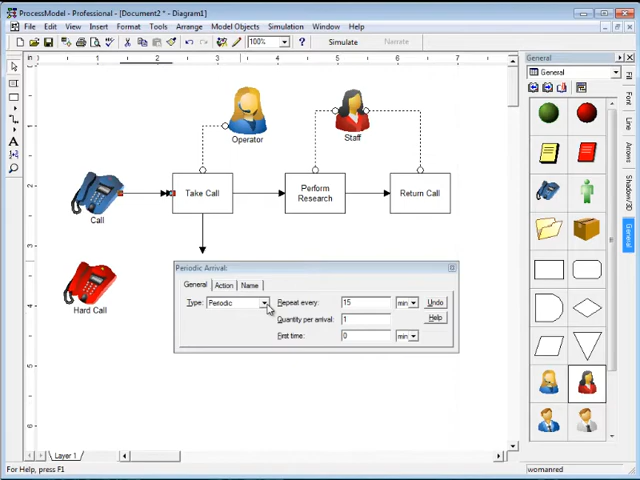 ProcessModel - Professional - [Document2 * - Diagram1]
File Edit View Insert Format Tools Arrange Model Objects Simulation Window Help
100% Simulate Narrate
General
General
Operator
Staff
Take Call
Perform
Research
Return Call
Call
Hard Call
Periodic Arrival:
General Action Name
Type: Periodic Repeat every: 15 min Undo
Quantity per arrival: 1 Help
First time: 0 min
Fill
Font
Line
Arrows
Shadow/3D
General
Layer 1
For Help, press F1
womanred